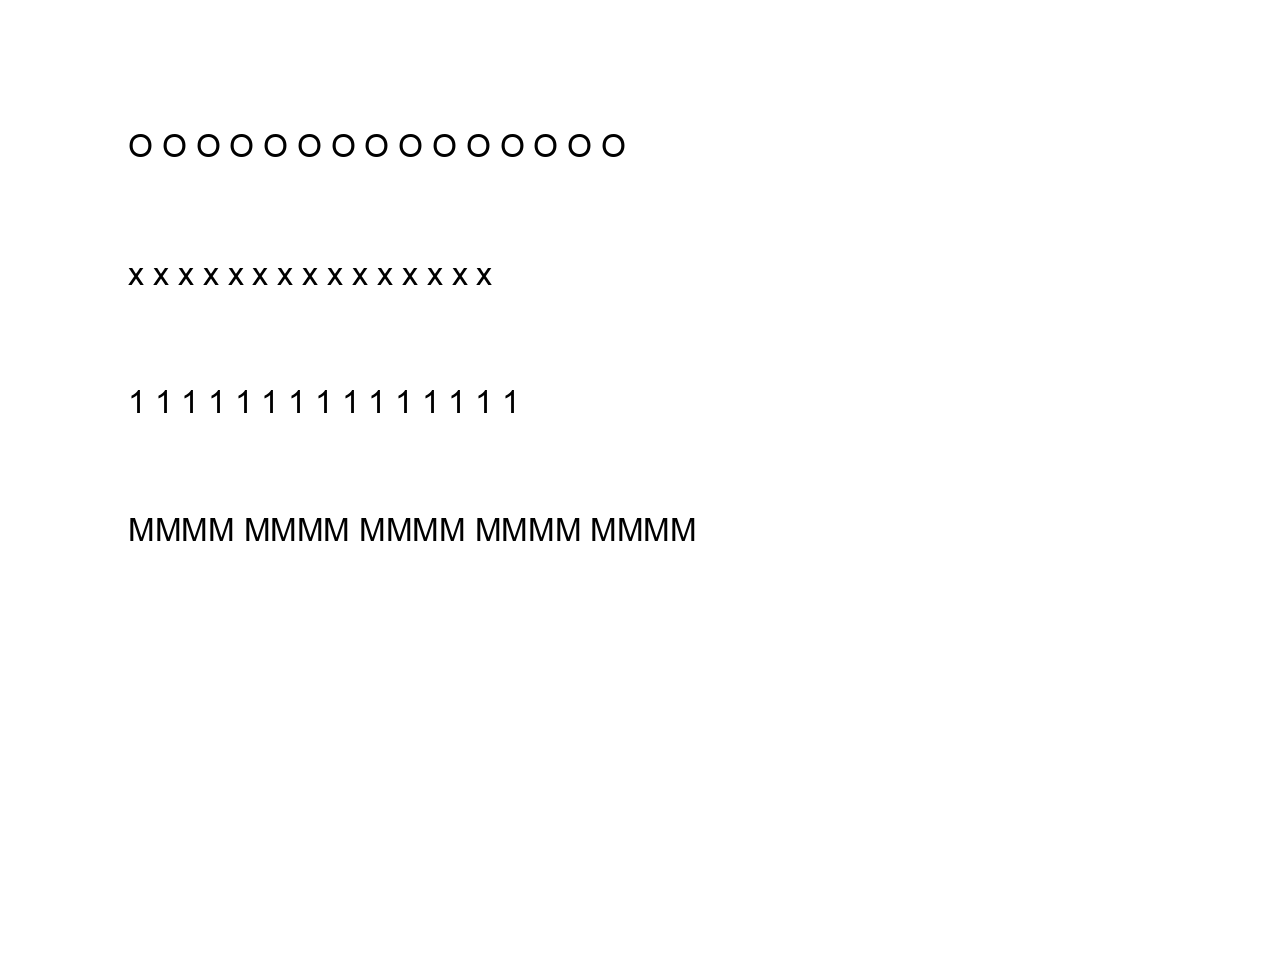 O O O O O O O O O O O O O O O
x x x x x x x x x x x x x x x
1 1 1 1 1 1 1 1 1 1 1 1 1 1 1
MMMM MMMM MMMM MMMM MMMM